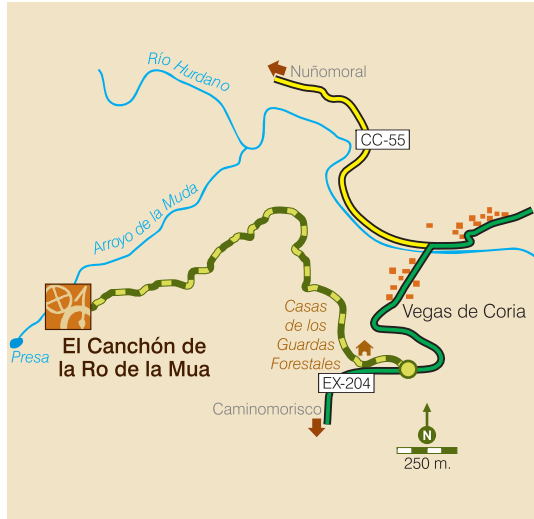 Río Hurdano
Nuñomoral
CC-55
Arroyo de la Muda
Casas
de los
Guardas
Forestales
Vegas de Coria
El Canchón de
la Ro de la Mua
Presa
EX-204
Caminomorisco
N
250 m.